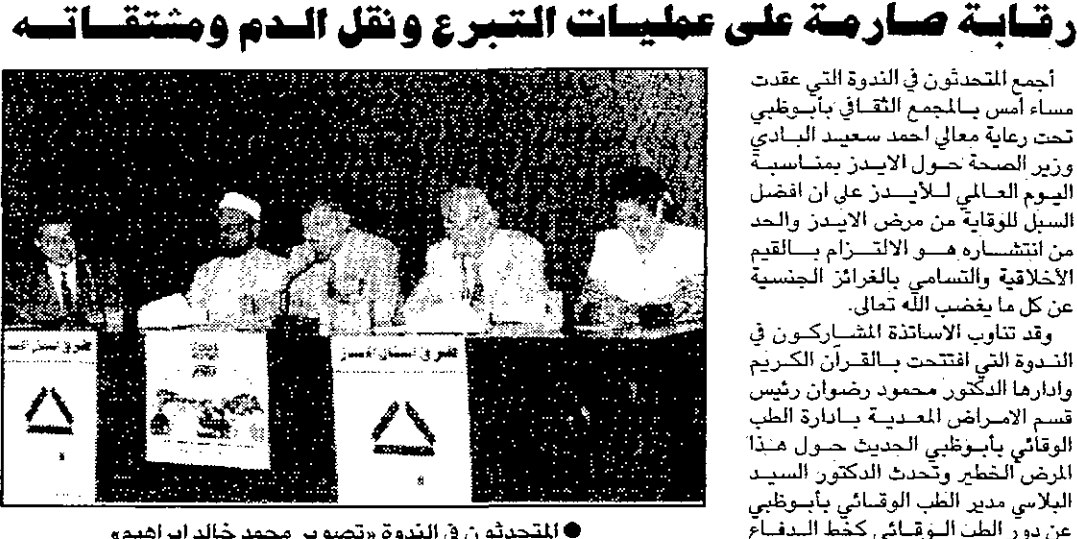 رقابة صارمة على عمليات التبرع ونقل الدم ومشتقاته
أجمع المتحدثون في الندوة التي عقدت
مساء أمس بالمجمع الثقافي بأبوظبي
تحت رعاية معالي احمد سعيد البادي
وزير الصحة حول الايدز بمناسبة
اليوم العالمي للأيدز على ان افضل
السبل للوقاية من مرض الايدز والحد
من انتشاره هو الالتزام بالقيم
الأخلاقية والتسامي بالغرائز الجنسية
عن كل ما يغضب الله تعالى.
وقد تناوب الاساتذة المشاركون في
الندوة التي افتتحت بالقرآن الكريم
وادارها الدكتور محمود رضوان رئيس
قسم الامراض المعدية بادارة الطب
الوقائي بأبوظبي الحديث حول هذا
المرض الخطير وتحدث الدكتور السيد
البلاسي مدير الطب الوقائي بأبوظبي
عن دور الطب الوقائي كخط الدفاع
● المتحدثون في الندوة «تصوير محمد خالد ابراهيم»